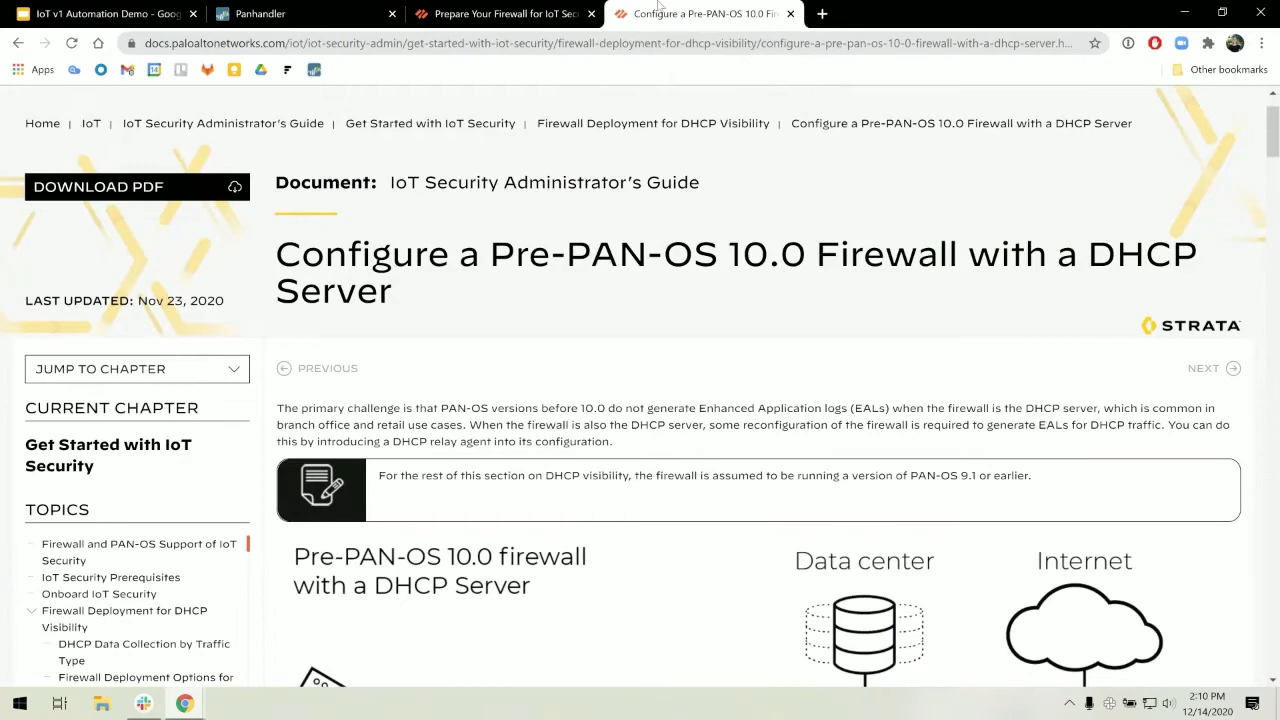 IoT v1 Automation Demo - Goog
Panhandler
Prepare Your Firewall for IoT Sec
Configure a Pre-PAN-OS 10.0 Fir
docs.paloaltonetworks.com/iot/iot-security-admin/get-started-with-iot-security/firewall-deployment-for-dhcp-visibility/configure-a-pre-pan-os-10-0-firewall-with-a-dhcp-server.h...
Apps
Other bookmarks
Home | IoT | IoT Security Administrator's Guide | Get Started with IoT Security | Firewall Deployment for DHCP Visibility | Configure a Pre-PAN-OS 10.0 Firewall with a DHCP Server
DOWNLOAD PDF
Document: IoT Security Administrator's Guide
Configure a Pre-PAN-OS 10.0 Firewall with a DHCP
Server
LAST UPDATED: Nov 23, 2020
STRATA
JUMP TO CHAPTER
PREVIOUS
NEXT
CURRENT CHAPTER
Get Started with IoT
Security
TOPICS
Firewall and PAN-OS Support of IoT
Security
IoT Security Prerequisites
Onboard IoT Security
Firewall Deployment for DHCP
Visibility
DHCP Data Collection by Traffic
Type
Firewall Deployment Options for
The primary challenge is that PAN-OS versions before 10.0 do not generate Enhanced Application logs (EALs) when the firewall is the DHCP server, which is common in
branch office and retail use cases. When the firewall is also the DHCP server, some reconfiguration of the firewall is required to generate EALs for DHCP traffic. You can do
this by introducing a DHCP relay agent into its configuration.
For the rest of this section on DHCP visibility, the firewall is assumed to be running a version of PAN-OS 9.1 or earlier.
Pre-PAN-OS 10.0 firewall
with a DHCP Server
Data center
Internet
2:10 PM
12/14/2020